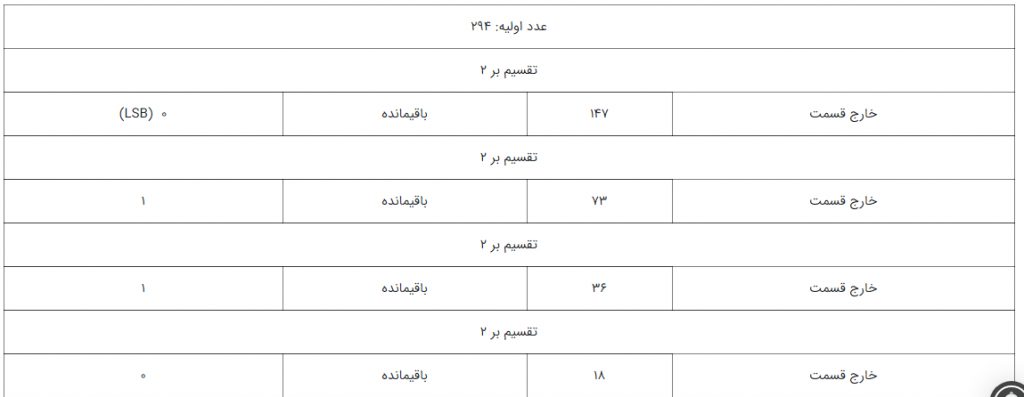 عدد اولیه: ۲۹۴
تقسیم بر ۲
خارج قسمت ۱۴۷ باقیمانده ۰ (LSB)
تقسیم بر ۲
خارج قسمت ۷۳ باقیمانده ۱
تقسیم بر ۲
خارج قسمت ۳۶ باقیمانده ۱
تقسیم بر ۲
خارج قسمت ۱۸ باقیمانده ۰